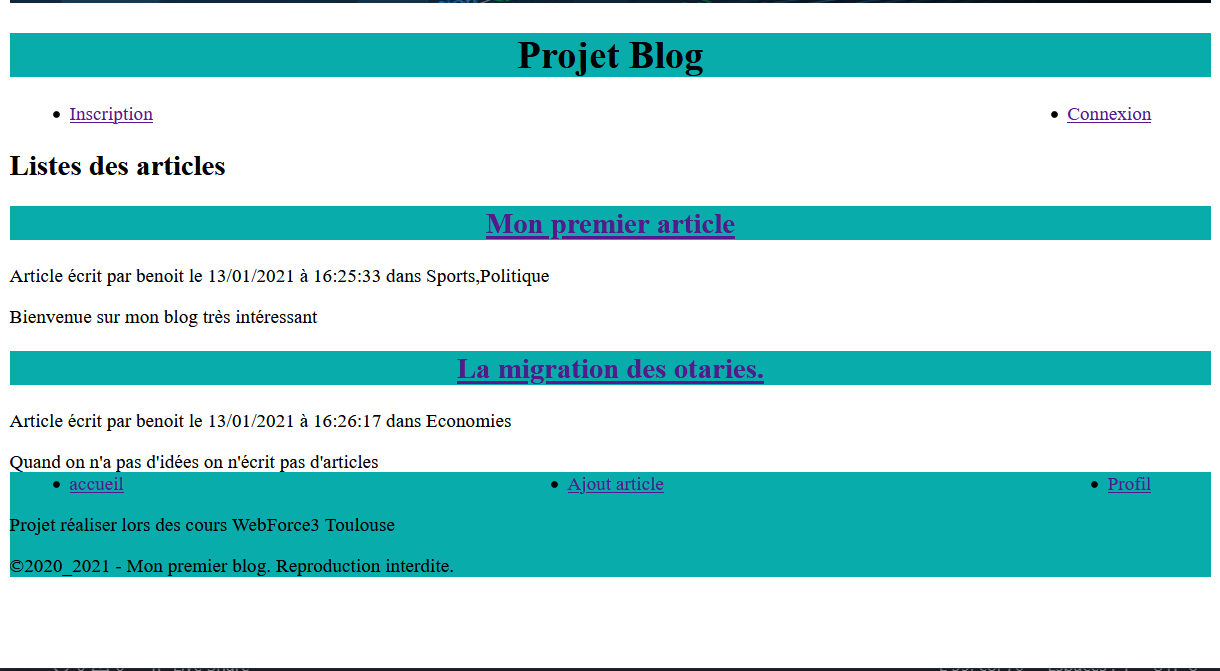 Projet Blog
Inscription
Connexion
Listes des articles
Mon premier article
Article écrit par benoit le 13/01/2021 à 16:25:33 dans Sports,Politique
Bienvenue sur mon blog très intéressant
La migration des otaries.
Article écrit par benoit le 13/01/2021 à 16:26:17 dans Economies
Quand on n'a pas d'idées on n'écrit pas d'articles
accueil
Ajout article
Profil
Projet réaliser lors des cours WebForce3 Toulouse
©2020_2021 - Mon premier blog. Reproduction interdite.